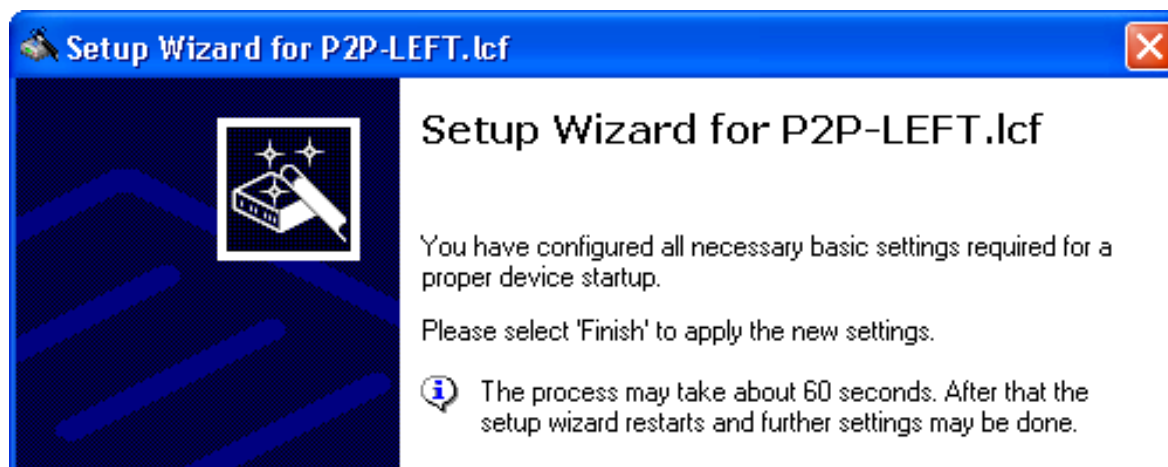 Setup Wizard for P2P-LEFT.lcf
Setup Wizard for P2P-LEFT.lcf
You have configured all necessary basic settings required for a
proper device startup.
Please select 'Finish' to apply the new settings.
The process may take about 60 seconds. After that the
setup wizard restarts and further settings may be done.